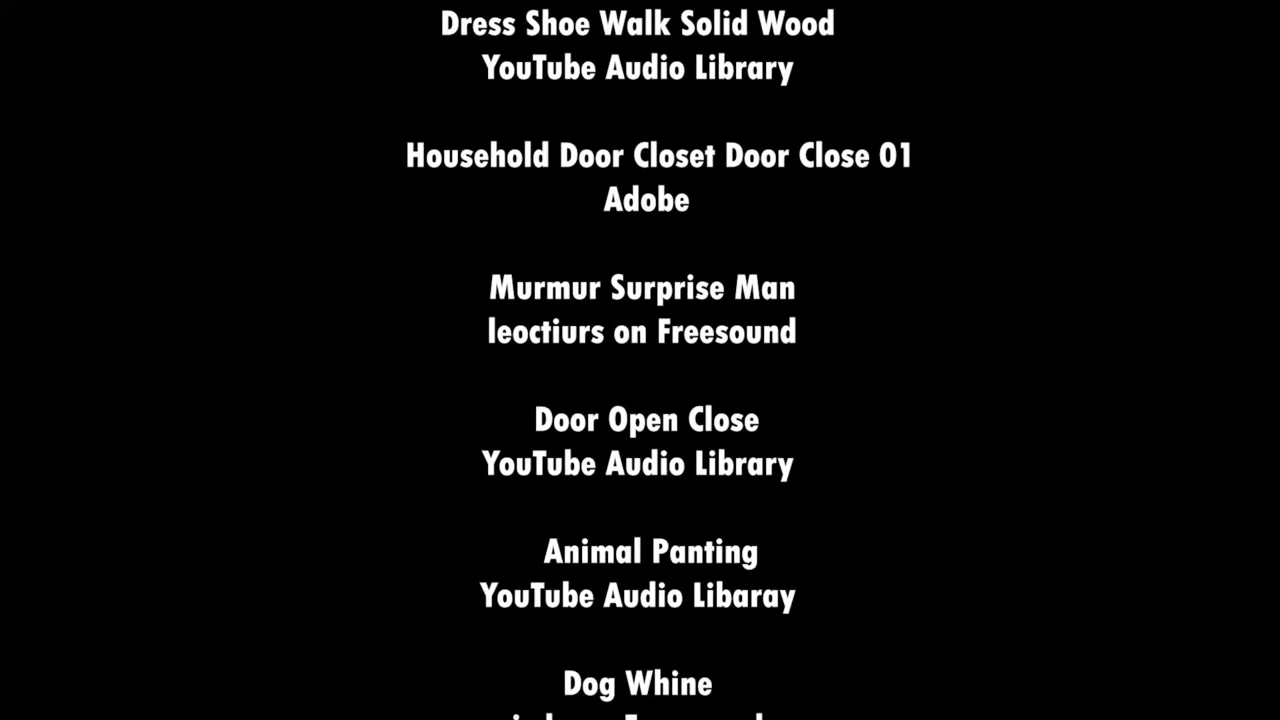 Dress Shoe Walk Solid Wood
YouTube Audio Library
Household Door Closet Door Close 01
Adobe
Murmur Surprise Man
leoctiurs on Freesound
Door Open Close
YouTube Audio Library
Animal Panting
YouTube Audio Libaray
Dog Whine